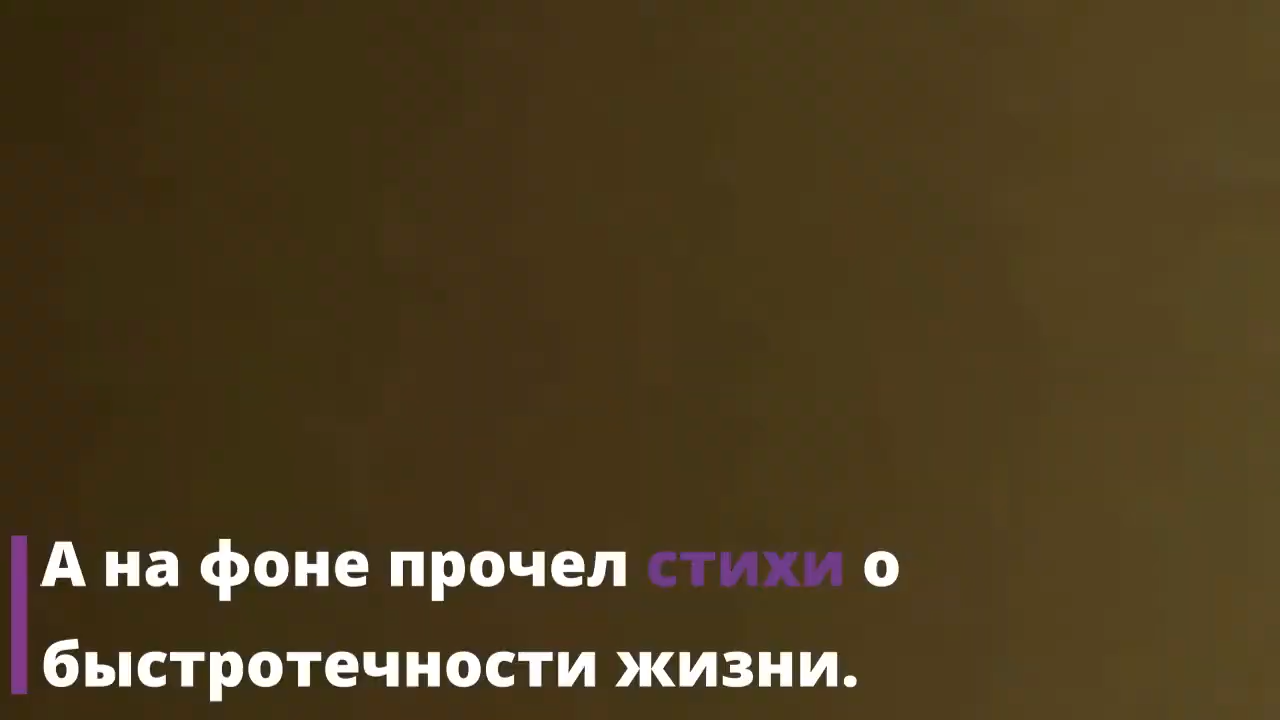 А на фоне прочел стихи о
быстротечности жизни.